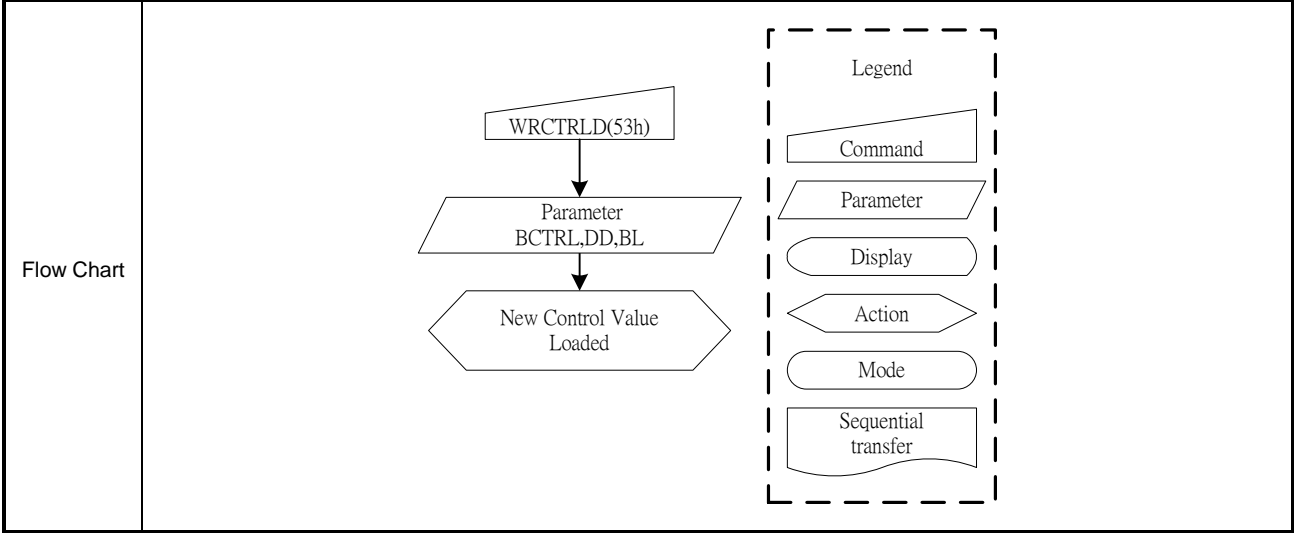 Flow Chart
WRCTRLD(53h)
Parameter
BCTRL,DD,BL
New Control Value
Loaded
Legend
Command
Parameter
Display
Action
Mode
Sequential
transfer